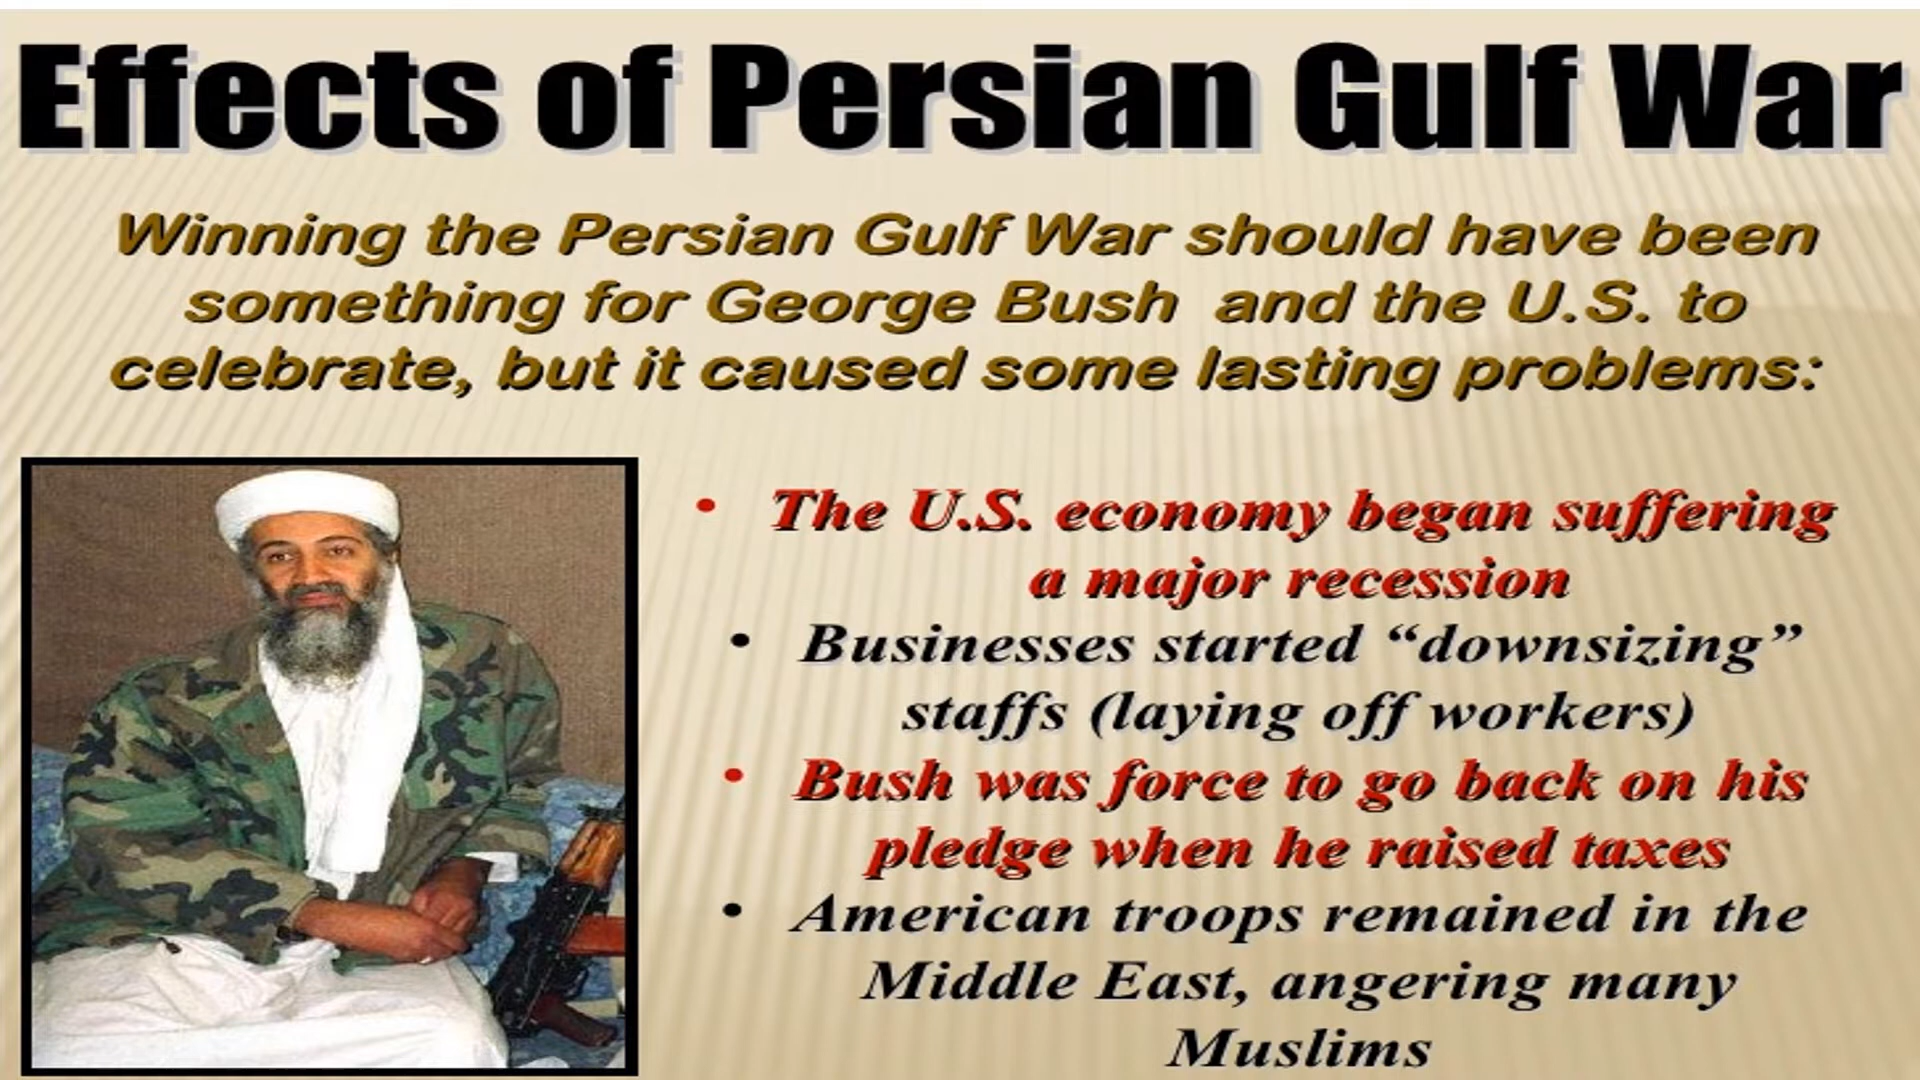 Effects of Persian Gulf War
Winning the Persian Gulf War should have been
something for George Bush and the U.S. to
celebrate, but it caused some lasting problems:
• The U.S. economy began suffering
a major recession
• Businesses started “downsizing”
staffs (laying off workers)
• Bush was force to go back on his
pledge when he raised taxes
• American troops remained in the
Middle East, angering many
Muslims